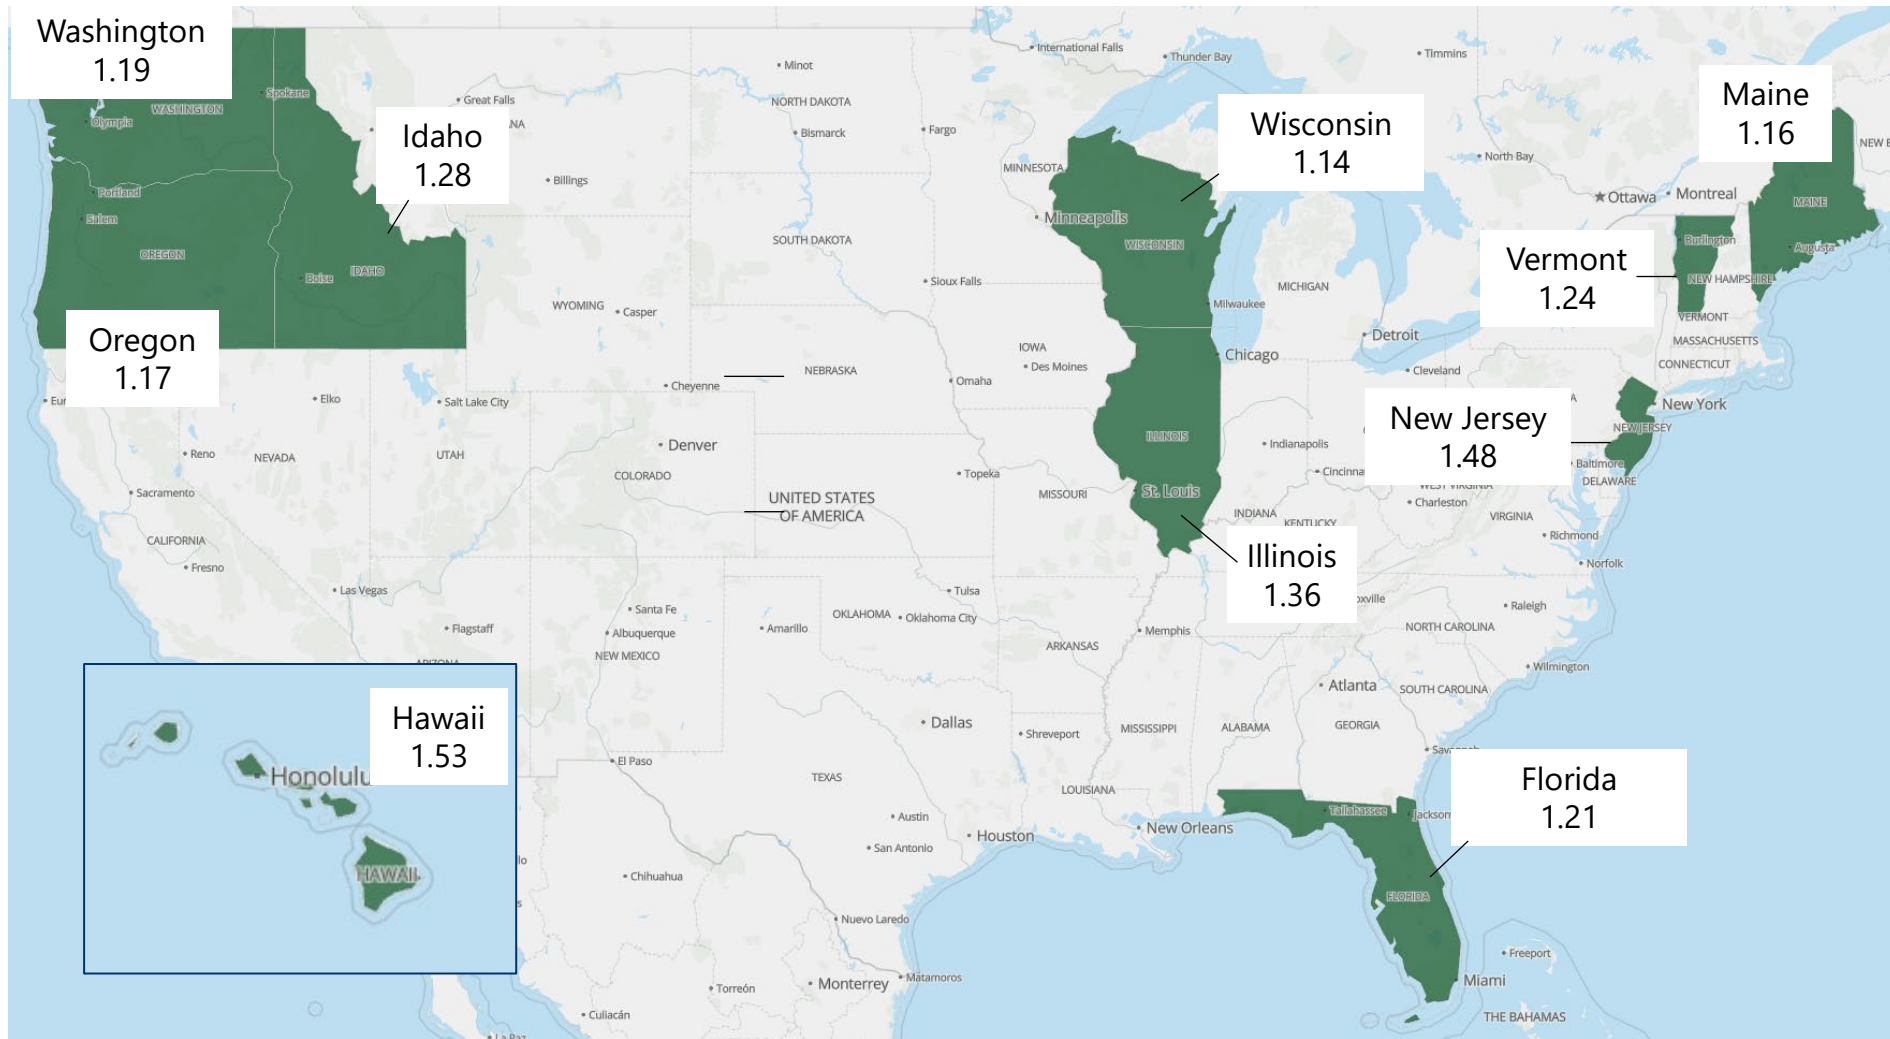 Washington
1.19
Idaho
1.28
Oregon
1.17
Wisconsin
1.14
Maine
1.16
Vermont
1.24
New Jersey
1.48
Illinois
1.36
Hawaii
1.53
Florida
1.21
International Falls
Thunder Bay
Timmins
Minot
Spokane
WASHINGTON
Olympia
Great Falls
NORTH DAKOTA
Bismarck
Fargo
North Bay
MINNESOTA
Portland
Salem
Billings
Ottawa
Montreal
MAINE
Minneapolis
WISCONSIN
SOUTH DAKOTA
Burlington
Augusta
OREGON
Boise
IDAHO
Sioux Falls
MICHIGAN
NEW HAMPSHIRE
WYOMING
Casper
Milwaukee
VERMONT
Detroit
MASSACHUSETTS
IOWA
Des Moines
Chicago
CONNECTICUT
NEBRASKA
Omaha
Cleveland
Cheyenne
Elko
Salt Lake City
New York
NEW JERSEY
Denver
ILLINOIS
Indianapolis
Reno
NEVADA
UTAH
COLORADO
Topeka
Baltimore
DELAWARE
Sacramento
UNITED STATES
OF AMERICA
MISSOURI
St. Louis
WEST VIRGINIA
Charleston
INDIANA
KENTUCKY
VIRGINIA
Richmond
CALIFORNIA
Fresno
Norfolk
Las Vegas
Tulsa
Santa Fe
Raleigh
Flagstaff
Albuquerque
Amarillo
OKLAHOMA
Oklahoma City
Memphis
NORTH CAROLINA
NEW MEXICO
ARKANSAS
ARIZONA
Wilmington
Atlanta
SOUTH CAROLINA
Dallas
Shreveport
MISSISSIPPI
ALABAMA
GEORGIA
El Paso
Honolulu
TEXAS
LOUISIANA
Austin
Tallahassee
Houston
New Orleans
San Antonio
HAWAII
Chihuahua
FLORIDA
Nuevo Laredo
Freeport
Matamoros
Monterrey
Torreón
Miami
Culiacán
THE BAHAMAS
La Paz